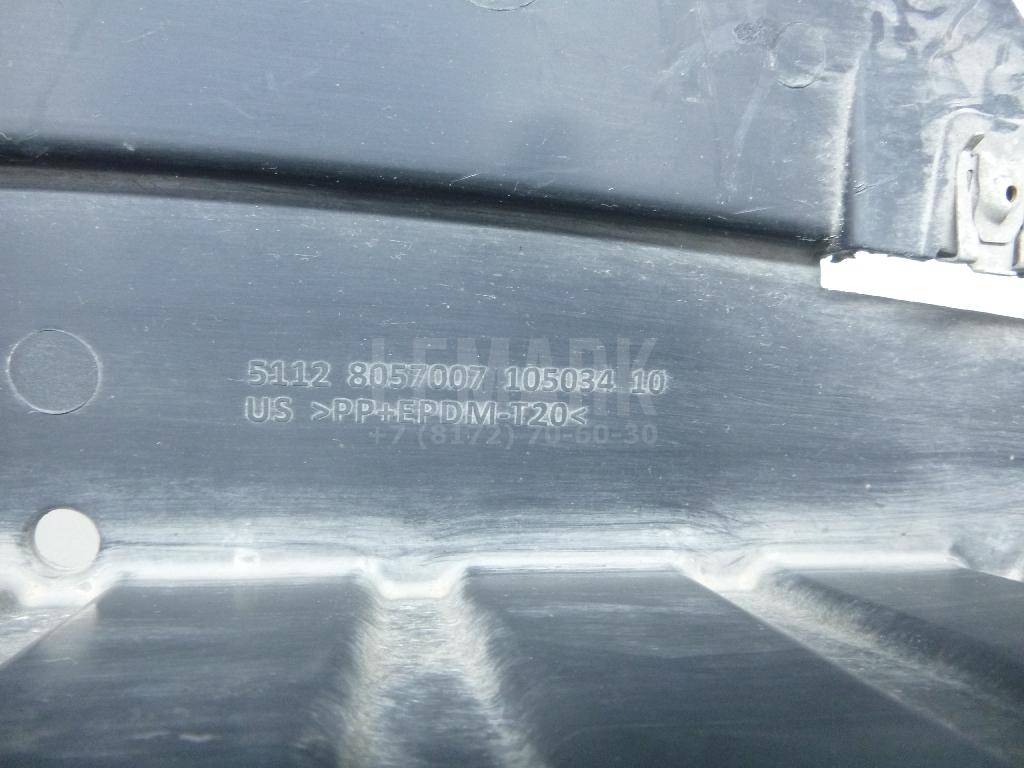 LEMARK
5112 8057007 105034 10
US >PP+EPDM-T20<
+7 (8172) 70-60-30